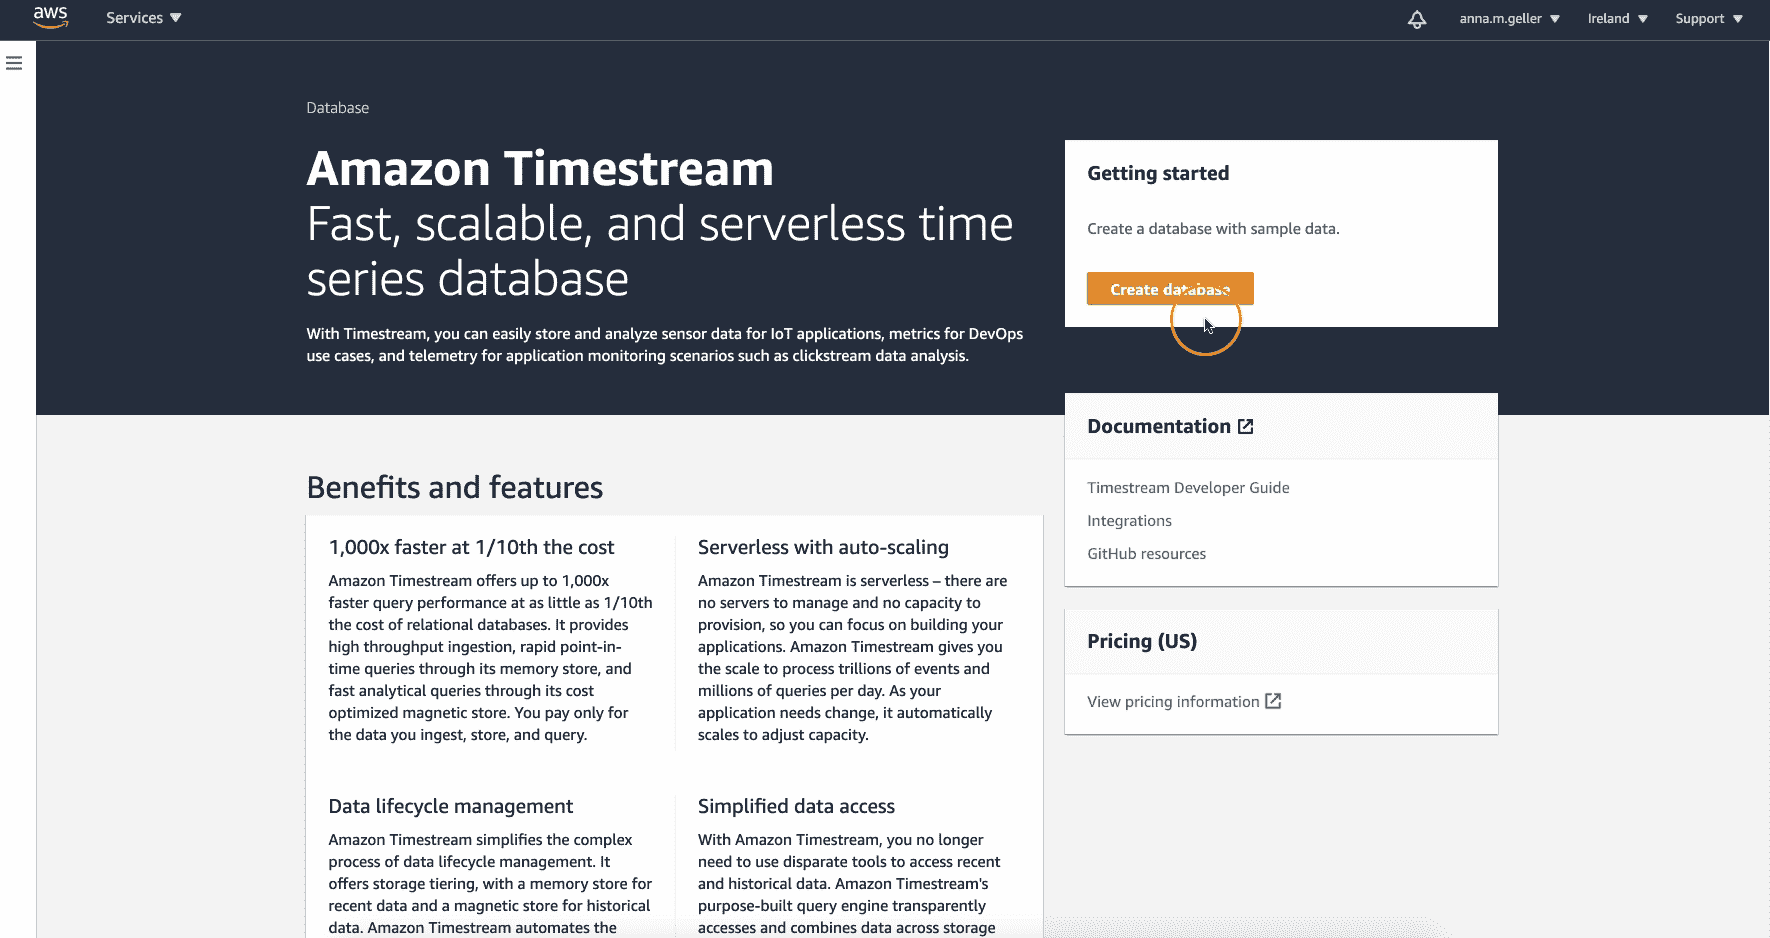 aws
Services
anna.m.geller
Ireland
Support
Database
Amazon Timestream
Fast, scalable, and serverless time
series database
With Timestream, you can easily store and analyze sensor data for IoT applications, metrics for DevOps
use cases, and telemetry for application monitoring scenarios such as clickstream data analysis.
Getting started
Create a database with sample data.
Create database
Documentation
Timestream Developer Guide
Integrations
GitHub resources
Pricing (US)
View pricing information
Benefits and features
1,000x faster at 1/10th the cost
Amazon Timestream offers up to 1,000x
faster query performance at as little as 1/10th
the cost of relational databases. It provides
high throughput ingestion, rapid point-in-
time queries through its memory store, and
fast analytical queries through its cost
optimized magnetic store. You pay only for
the data you ingest, store, and query.
Serverless with auto-scaling
Amazon Timestream is serverless – there are
no servers to manage and no capacity to
provision, so you can focus on building your
applications. Amazon Timestream gives you
the scale to process trillions of events and
millions of queries per day. As your
application needs change, it automatically
scales to adjust capacity.
Data lifecycle management
Amazon Timestream simplifies the complex
process of data lifecycle management. It
offers storage tiering, with a memory store for
recent data and a magnetic store for historical
data. Amazon Timestream automates the
Simplified data access
With Amazon Timestream, you no longer
need to use disparate tools to access recent
and historical data. Amazon Timestream's
purpose-built query engine transparently
accesses and combines data across storage